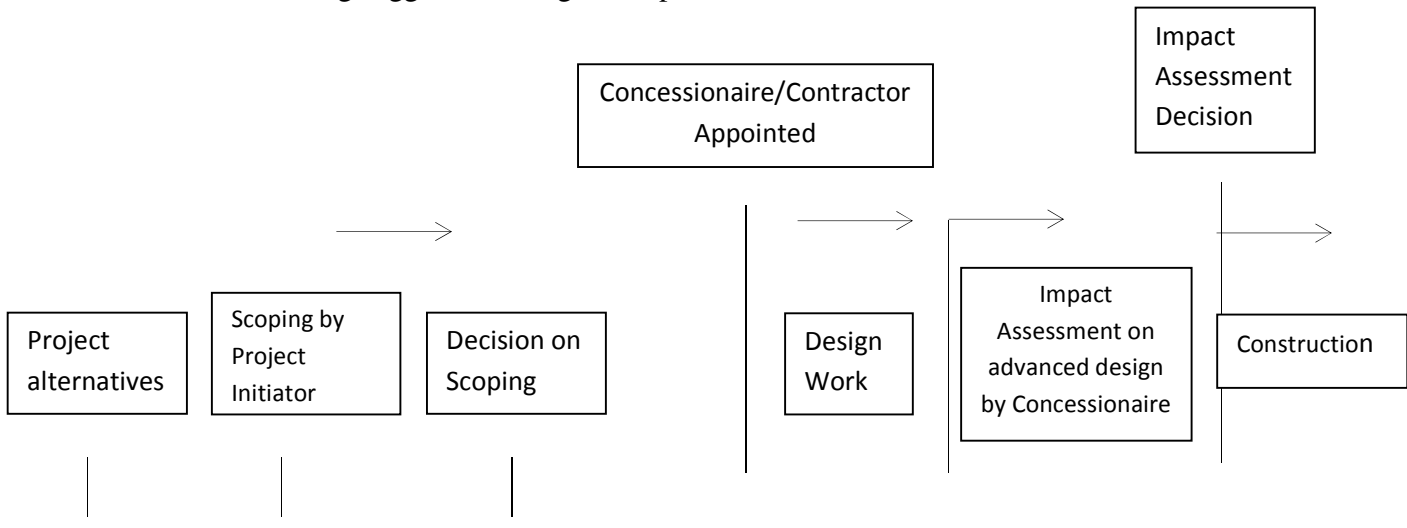 Impact
Assessment
Decision
Concessionaire/Contractor
Appointed
Project
alternatives
Scoping by
Project
Initiator
Decision on
Scoping
Design
Work
Impact
Assessment on
advanced design
by Concessionaire
Construction